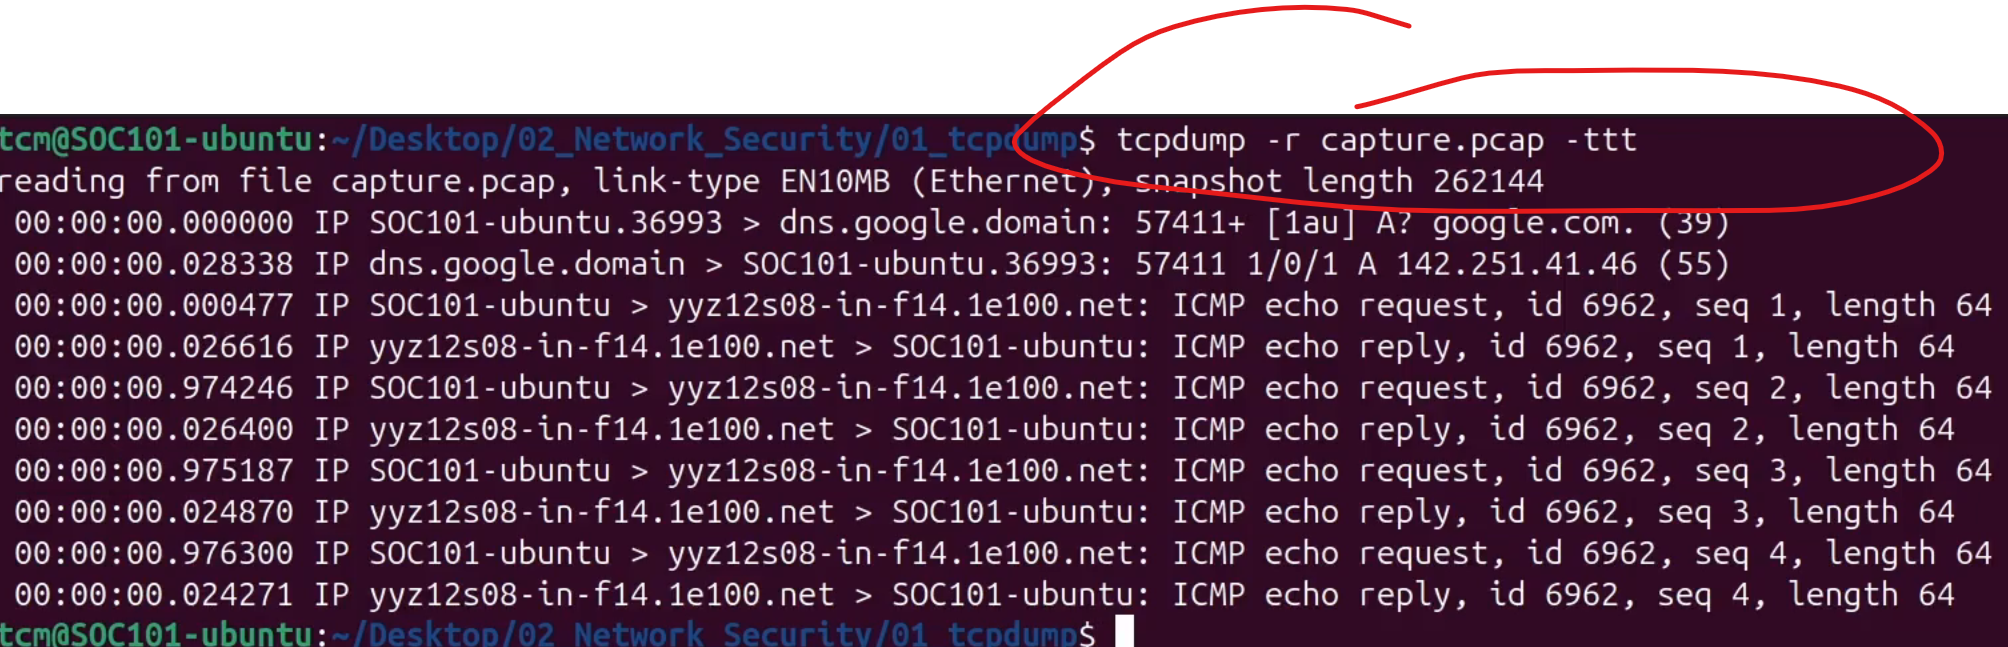 tcm@SOC101-ubuntu:~/Desktop/02_Network_Security/01_tcpdump$ tcpdump -r capture.pcap -ttt
reading from file capture.pcap, link-type EN10MB (Ethernet), snapshot length 262144
00:00:00.000000 IP SOC101-ubuntu.36993 > dns.google.domain: 57411+ [1au] A? google.com. (39)
00:00:00.028338 IP dns.google.domain > SOC101-ubuntu.36993: 57411 1/0/1 A 142.251.41.46 (55)
00:00:00.000477 IP SOC101-ubuntu > yyz12s08-in-f14.1e100.net: ICMP echo request, id 6962, seq 1, length 64
00:00:00.026616 IP yyz12s08-in-f14.1e100.net > SOC101-ubuntu: ICMP echo reply, id 6962, seq 1, length 64
00:00:00.974246 IP SOC101-ubuntu > yyz12s08-in-f14.1e100.net: ICMP echo request, id 6962, seq 2, length 64
00:00:00.026400 IP yyz12s08-in-f14.1e100.net > SOC101-ubuntu: ICMP echo reply, id 6962, seq 2, length 64
00:00:00.975187 IP SOC101-ubuntu > yyz12s08-in-f14.1e100.net: ICMP echo request, id 6962, seq 3, length 64
00:00:00.024870 IP yyz12s08-in-f14.1e100.net > SOC101-ubuntu: ICMP echo reply, id 6962, seq 3, length 64
00:00:00.976300 IP SOC101-ubuntu > yyz12s08-in-f14.1e100.net: ICMP echo request, id 6962, seq 4, length 64
00:00:00.024271 IP yyz12s08-in-f14.1e100.net > SOC101-ubuntu: ICMP echo reply, id 6962, seq 4, length 64
tcm@SOC101-ubuntu:~/Desktop/02_Network_Security/01_tcpdump$